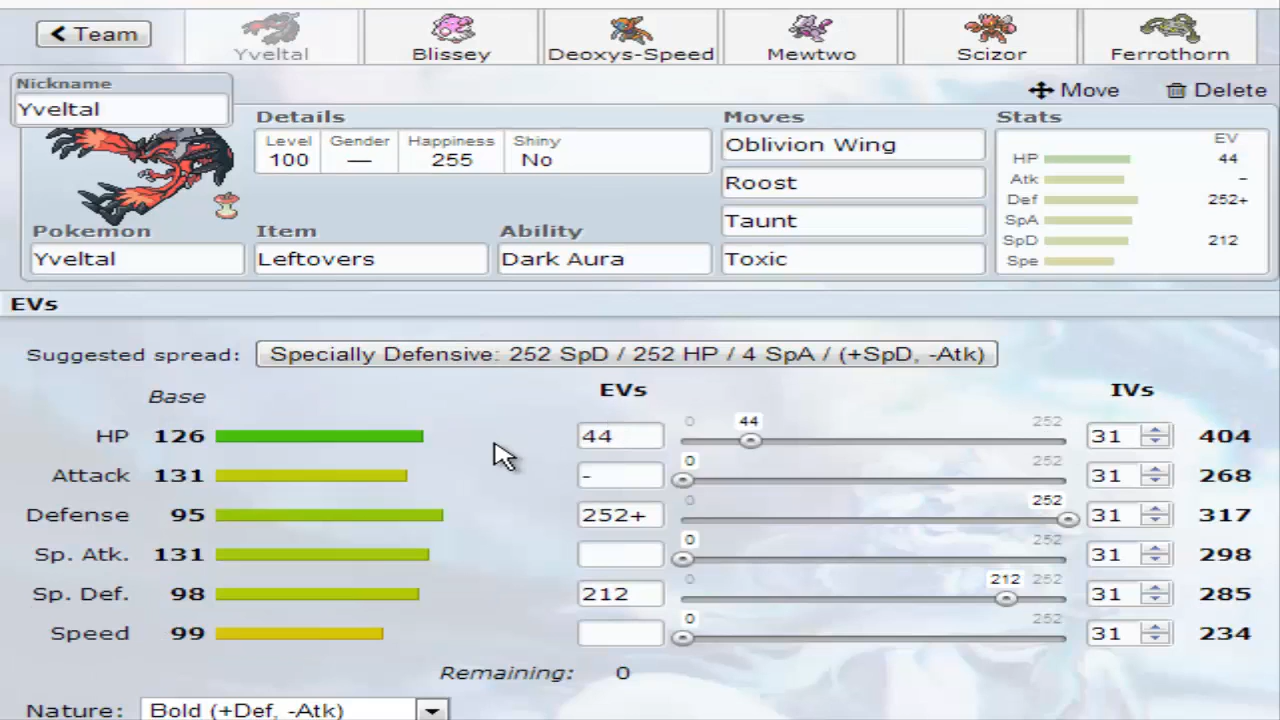 < Team
Yveltal Blissey Deoxys-Speed Mewtwo Scizor Ferrothorn
Nickname
Yveltal
Move Delete
Details Moves Stats
Level Gender Happiness Shiny
100 — 255 No
Oblivion Wing
Roost
Taunt
Toxic
EV
HP 44
Atk -
Def 252+
SpA
SpD 212
Spe
Pokemon Item Ability
Yveltal Leftovers Dark Aura
EVs
Suggested spread: Specially Defensive: 252 SpD / 252 HP / 4 SpA / (+SpD, -Atk)
Base EVs IVs
HP 126 44 0 44 252 31 404
Attack 131 - 0 252 31 268
Defense 95 252+ 0 252 31 317
Sp. Atk. 131 0 252 31 298
Sp. Def. 98 212 0 212 252 31 285
Speed 99 0 252 31 234
Remaining: 0
Nature: Bold (+Def, -Atk)